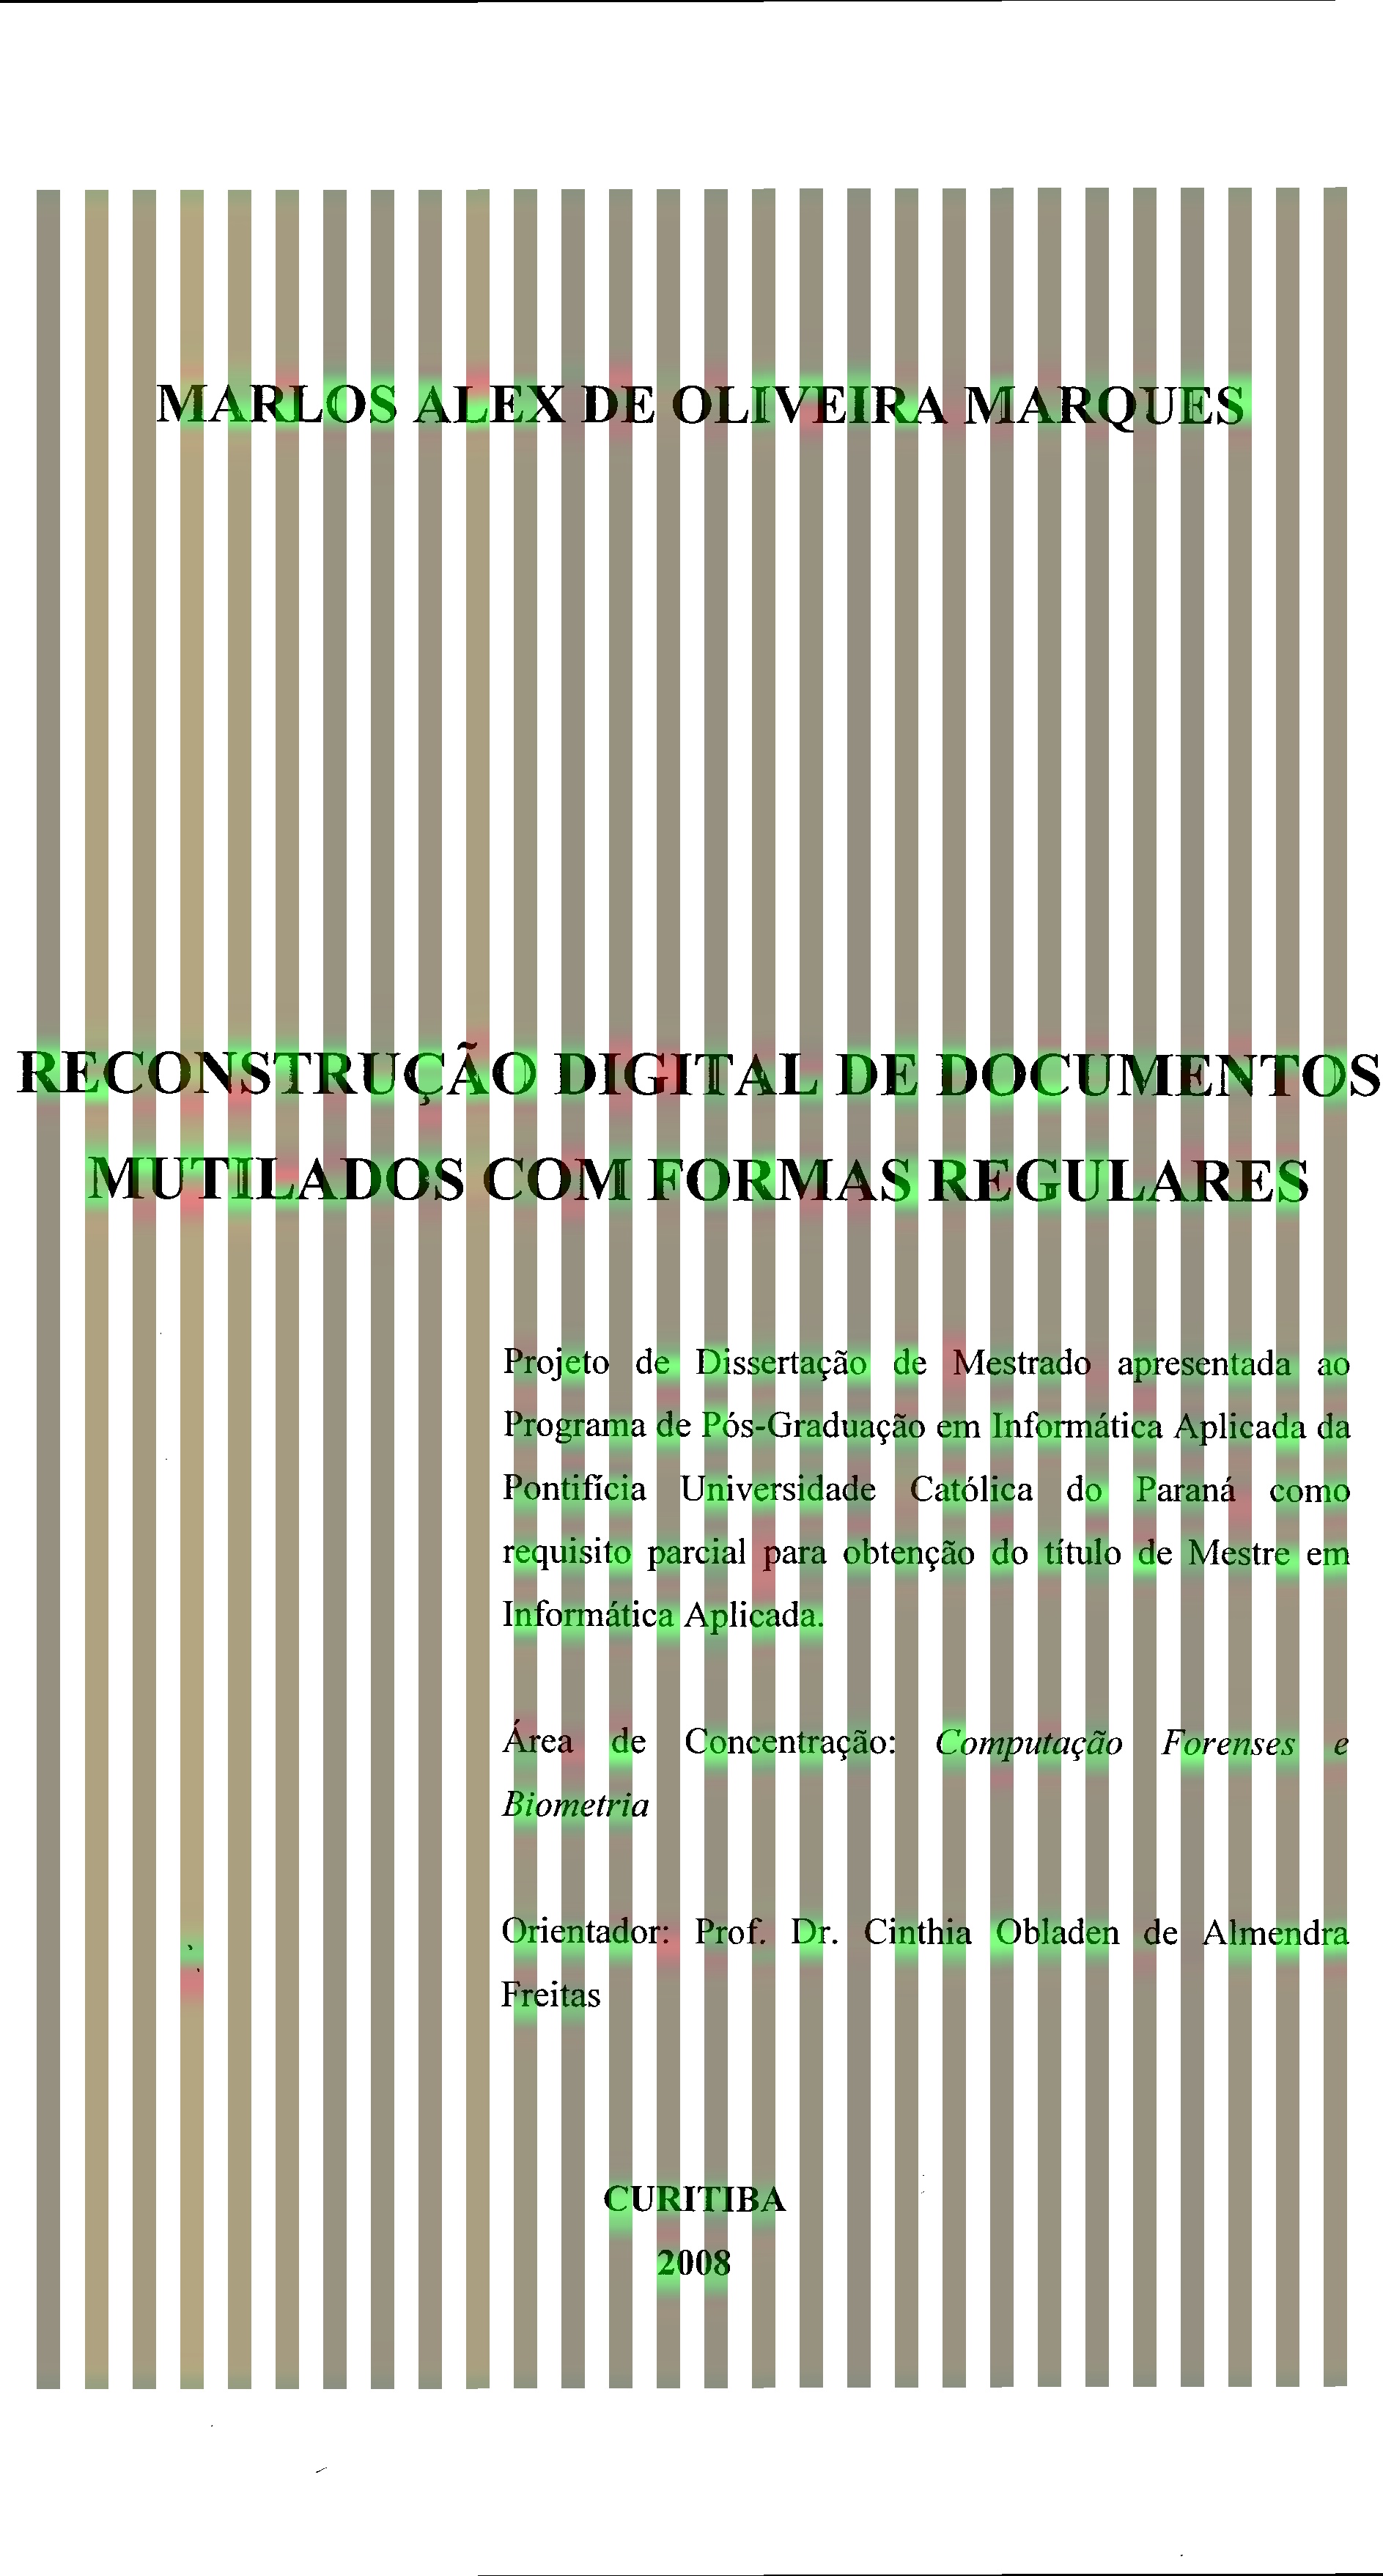 MARLOS ALEX DE OLIVEIRA MARQUES
RECONSTRUÇÃO DIGITAL DE DOCUMENTOS
MUTILADOS COM FORMAS REGULARES
Projeto de Dissertação de Mestrado apresentada ao
Programa de Pós-Graduação em Informática Aplicada da
Pontifícia Universidade Católica do Paraná como
requisito parcial para obtenção do título de Mestre em
Informática Aplicada.
Área de Concentração: Computação Forenses e
Biometria
Orientador: Prof. Dr. Cinthia Obladen de Almendra
Freitas
CURITIBA
2008